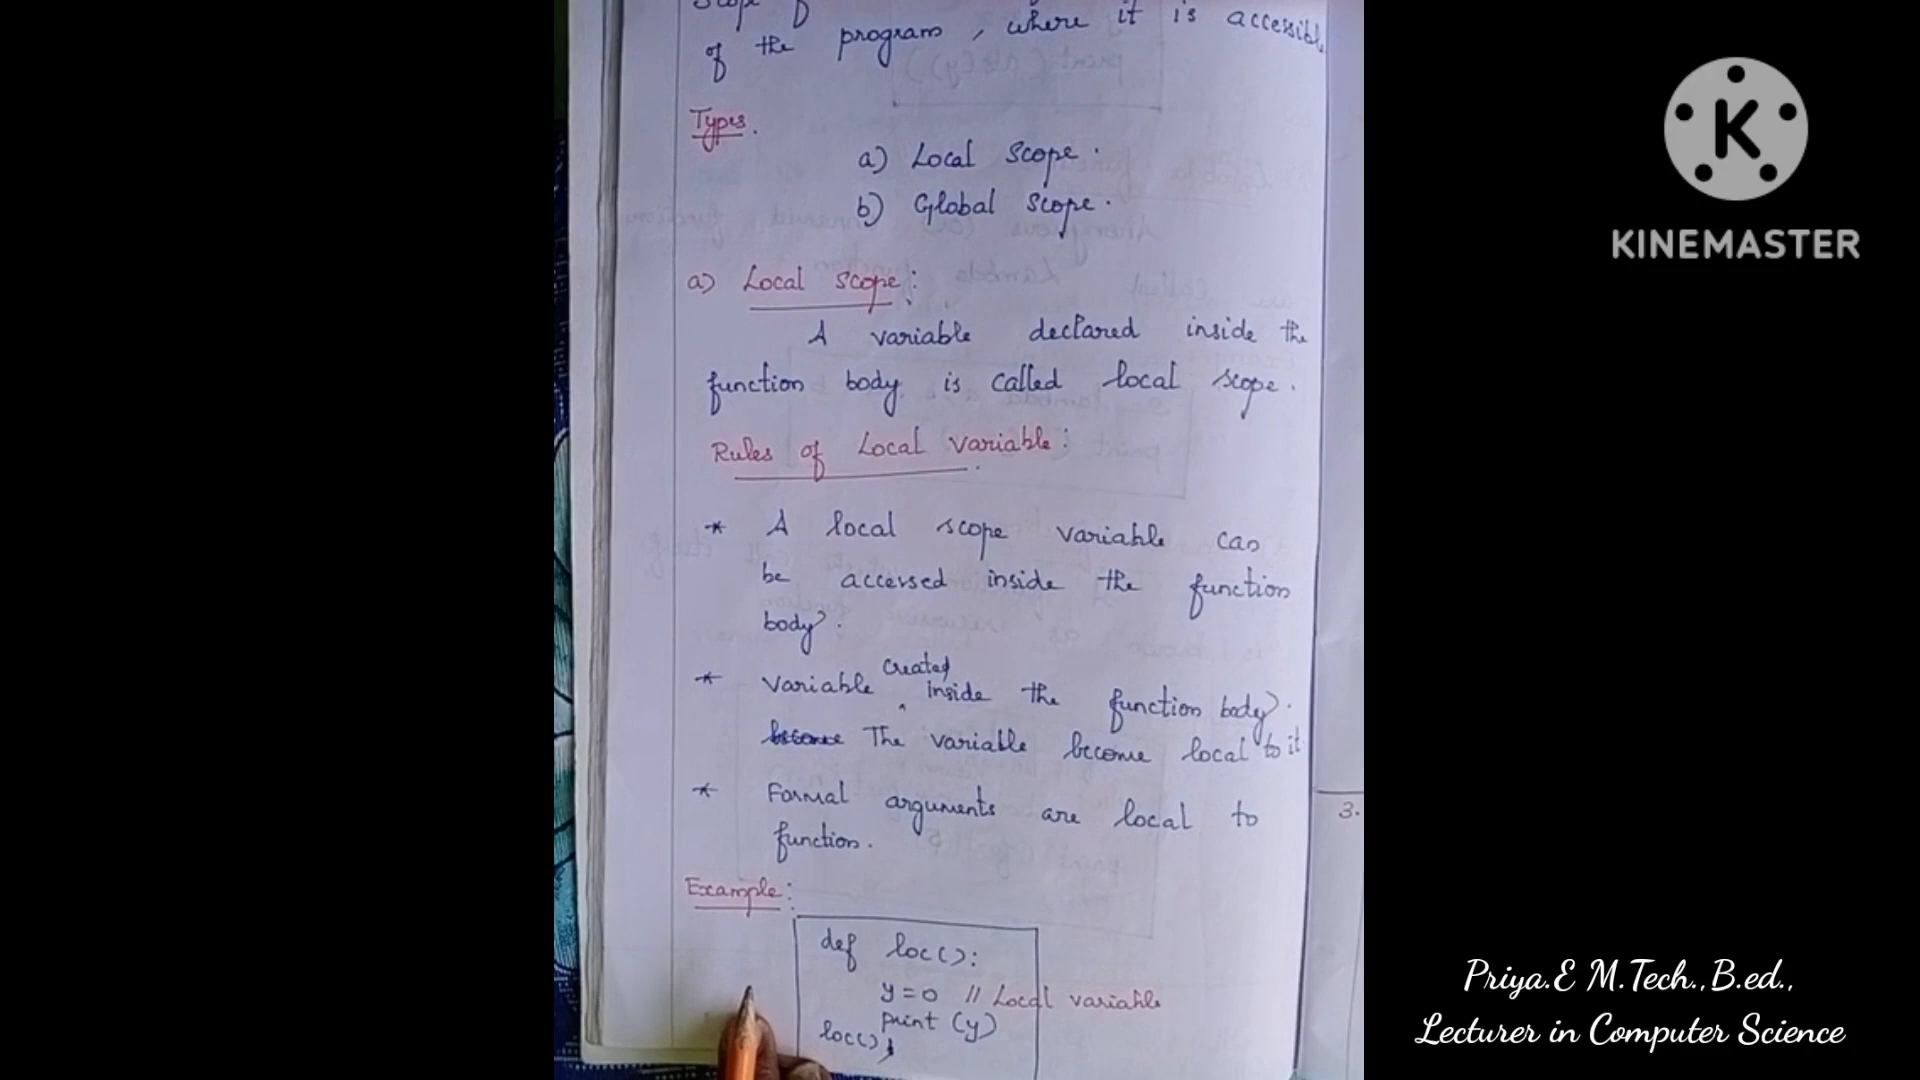 Scope
of the program, where it is accessible
Types.
a) Local Scope.
b) Global Scope.
a) Local Scope:
A variable declared inside the
function body is called local scope.
Rules of Local variable:
* A local scope variable can
be accessed inside the function
body.
created
* Variable ^ inside the function body.
become The variable become local to it
* Formal arguments are local to
function.
3.
Example:
def loc():
y=0 // Local variable
print (y)
loc()
K
KINEMASTER
Priya.E M.Tech.,B.ed.,
Lecturer in Computer Science